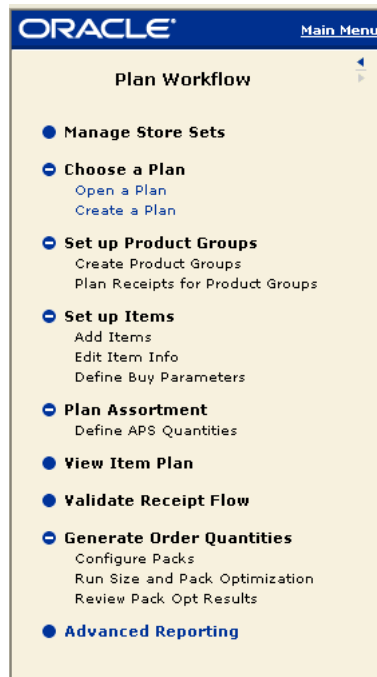 ORACLE®
Main Menu
Plan Workflow
Manage Store Sets
Choose a Plan
Open a Plan
Create a Plan
Set up Product Groups
Create Product Groups
Plan Receipts for Product Groups
Set up Items
Add Items
Edit Item Info
Define Buy Parameters
Plan Assortment
Define APS Quantities
View Item Plan
Validate Receipt Flow
Generate Order Quantities
Configure Packs
Run Size and Pack Optimization
Review Pack Opt Results
Advanced Reporting